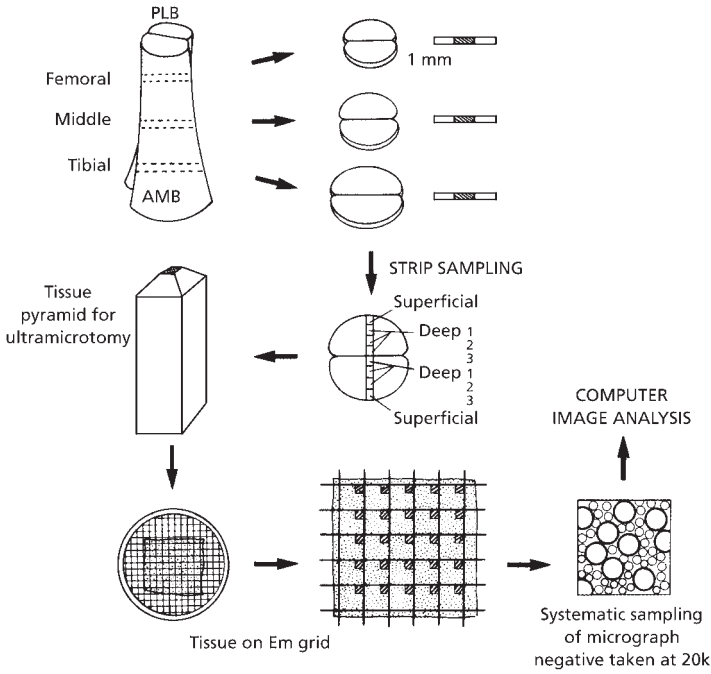 PLB
Femoral
Middle
Tibial
AMB
1 mm
STRIP SAMPLING
Superficial
Deep 1
2
3
Deep 1
2
3
Superficial
Tissue
pyramid for
ultramicrotomy
COMPUTER
IMAGE ANALYSIS
Tissue on Em grid
Systematic sampling
of micrograph
negative taken at 20k